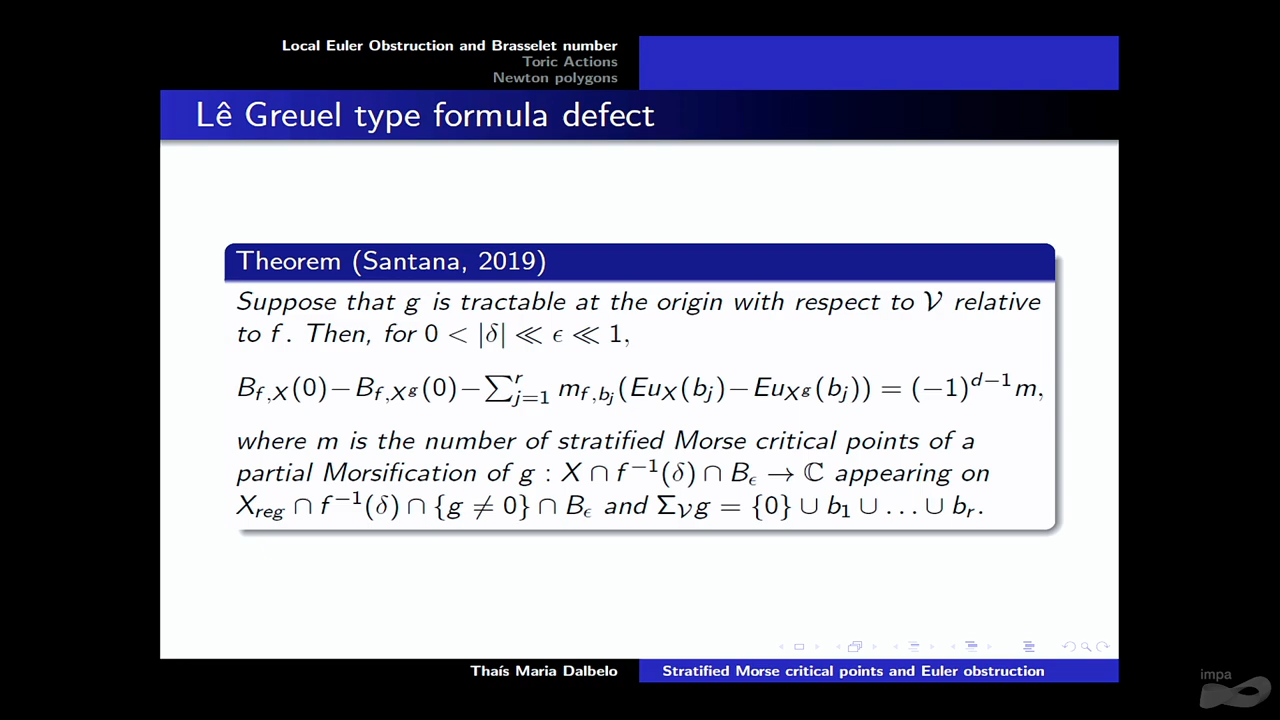 Local Euler Obstruction and Brasselet number
Toric Actions
Newton polygons
Lê Greuel type formula defect
Theorem (Santana, 2019)
Suppose that g is tractable at the origin with respect to 𝒱 relative
to f. Then, for 0 < |δ| ≪ ϵ ≪ 1,
B_{f,X}(0)−B_{f,X^g}(0)−∑_{j=1}^{r} m_{f,b_j}(Eu_X(b_j)−Eu_{X^g}(b_j)) = (−1)^{d−1}m,
where m is the number of stratified Morse critical points of a
partial Morsification of g : X ∩ f^{−1}(δ) ∩ B_ϵ → ℂ appearing on
X_{reg} ∩ f^{−1}(δ) ∩ {g ≠ 0} ∩ B_ϵ and Σ_𝒱 g = {0} ∪ b_1 ∪ . . . ∪ b_r.
Thaís Maria Dalbelo
Stratified Morse critical points and Euler obstruction
impa